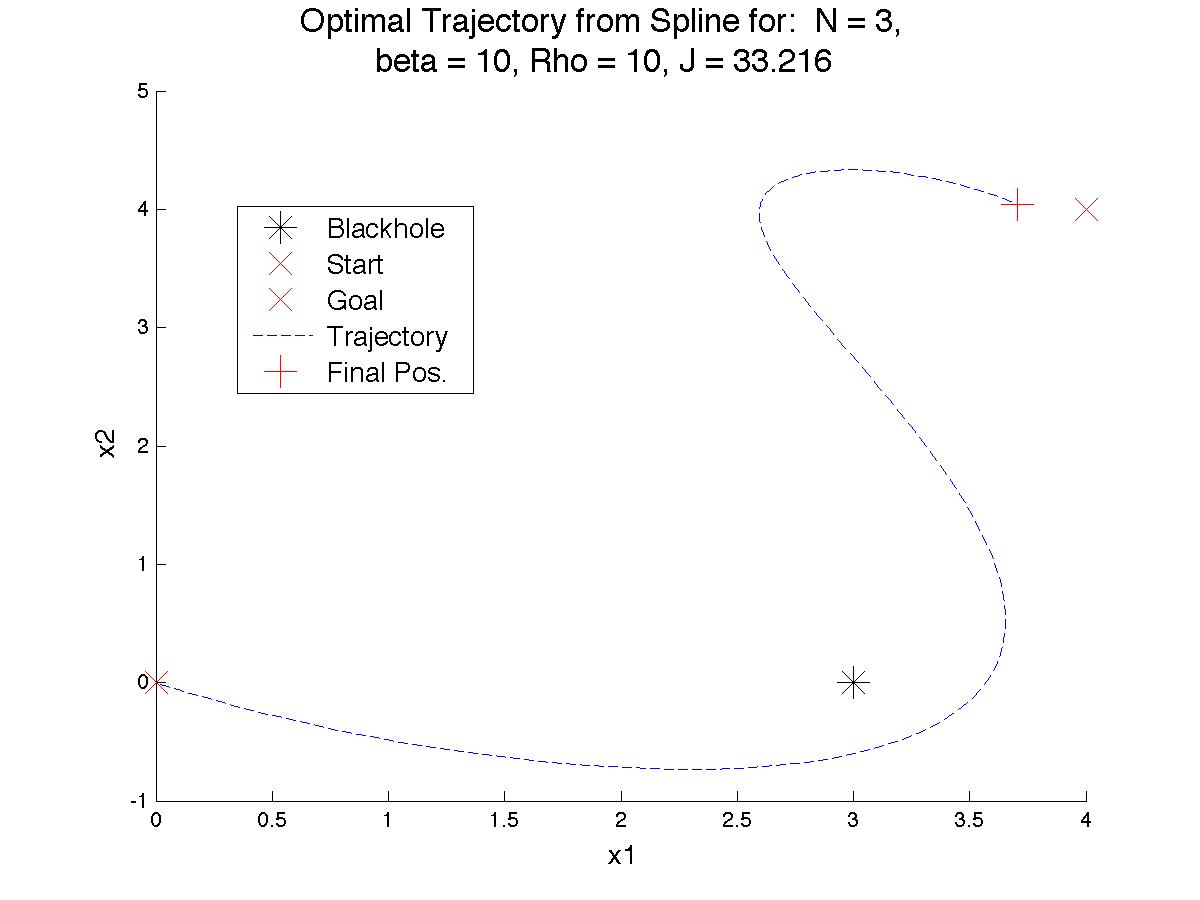 Optimal Trajectory from Spline for:  N = 3,
beta = 10, Rho = 10, J = 33.216
5
4
3
2
1
0
-1
x2
Blackhole
Start
Goal
Trajectory
Final Pos.
0
0.5
1
1.5
2
2.5
3
3.5
4
x1